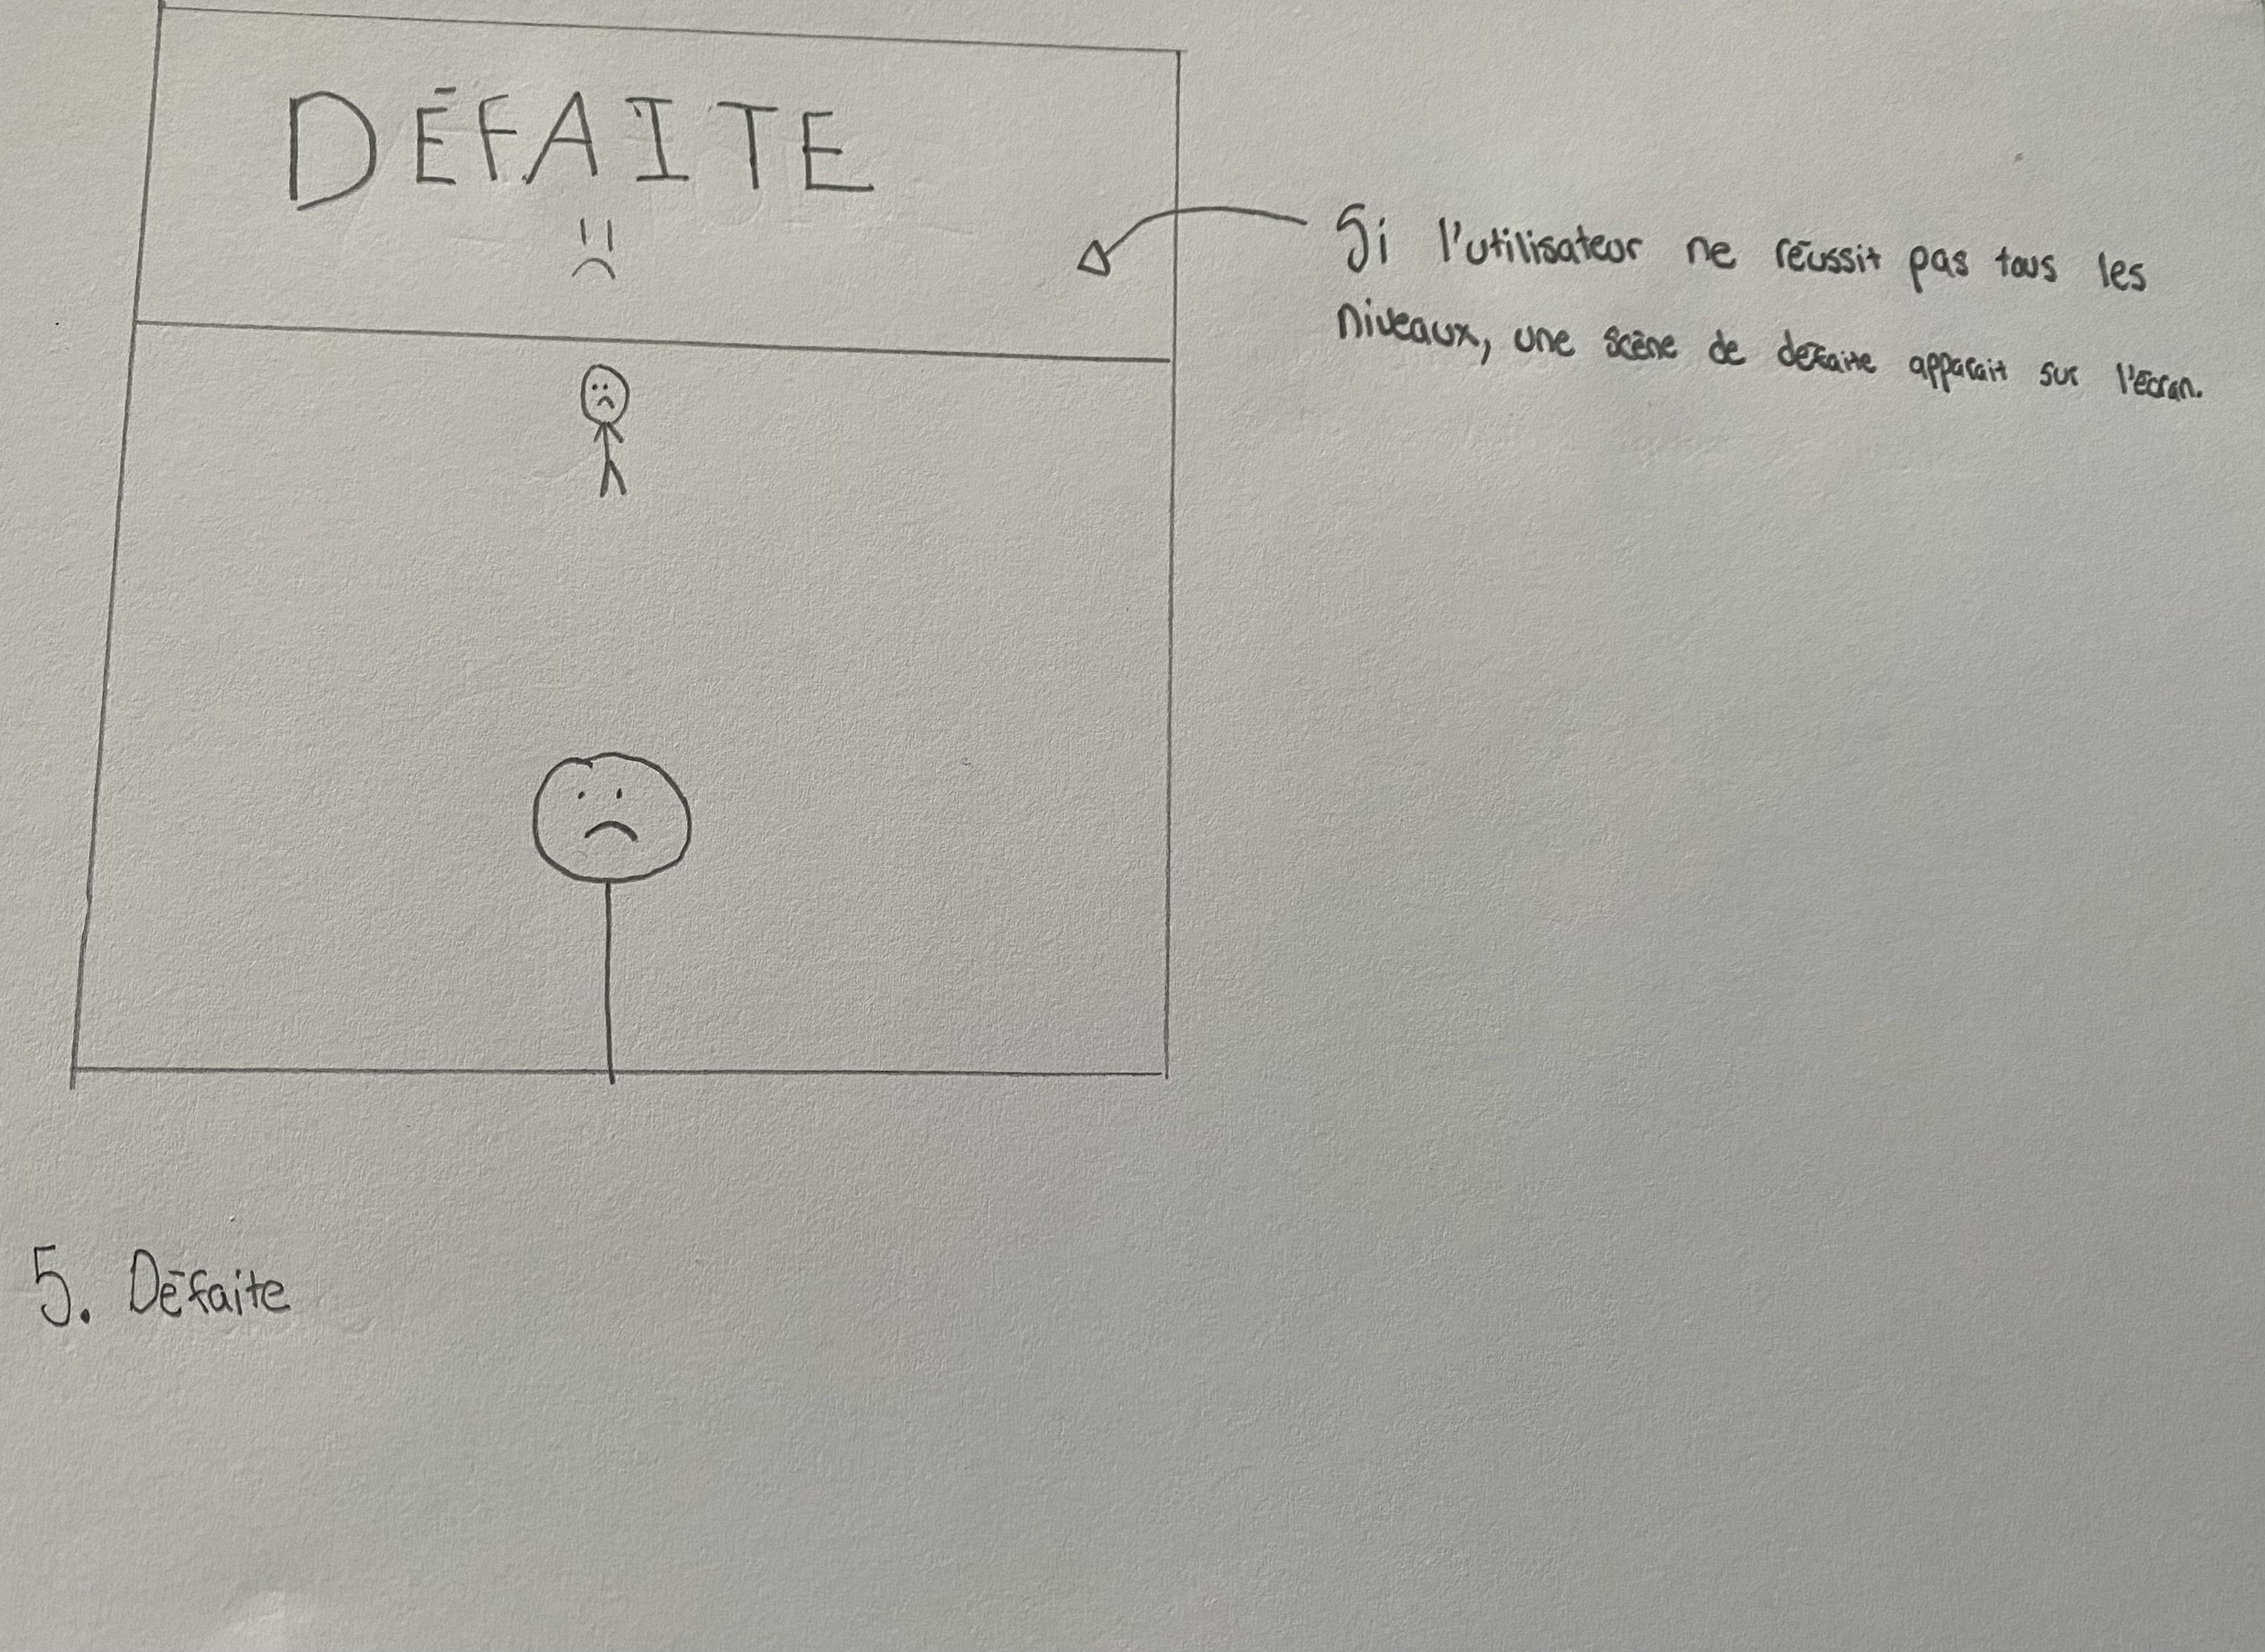 DÉFAITE
Si l'utilisateur ne réussit pas tous les
niveaux, une scène de défaite apparait sur l'écran.
5. Défaite